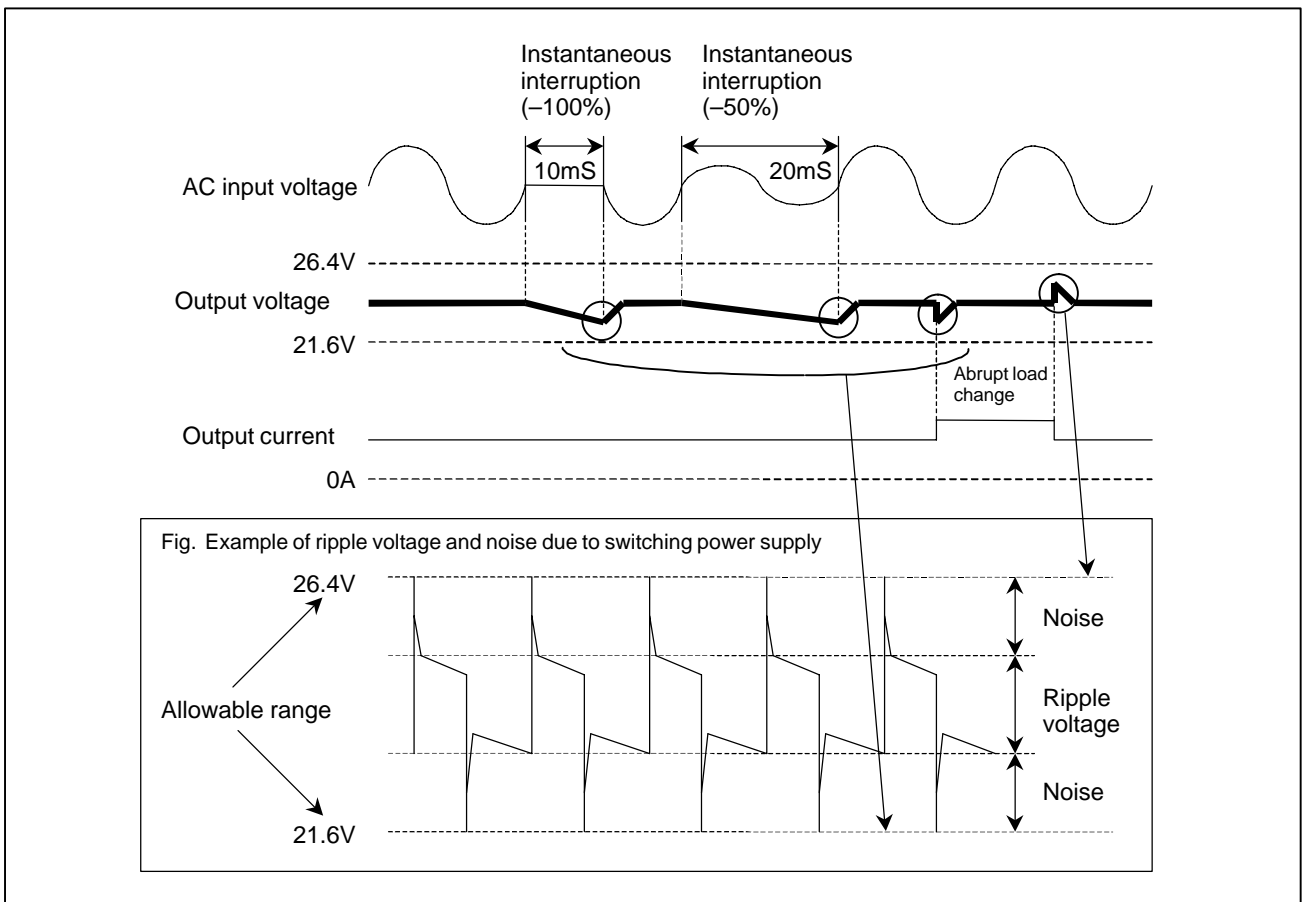 Instantaneous
interruption
(–100%)
Instantaneous
interruption
(–50%)
10mS
20mS
AC input voltage
26.4V
Output voltage
21.6V
Abrupt load
change
Output current
0A
Fig. Example of ripple voltage and noise due to switching power supply
26.4V
Noise
Allowable range
Ripple
voltage
Noise
21.6V